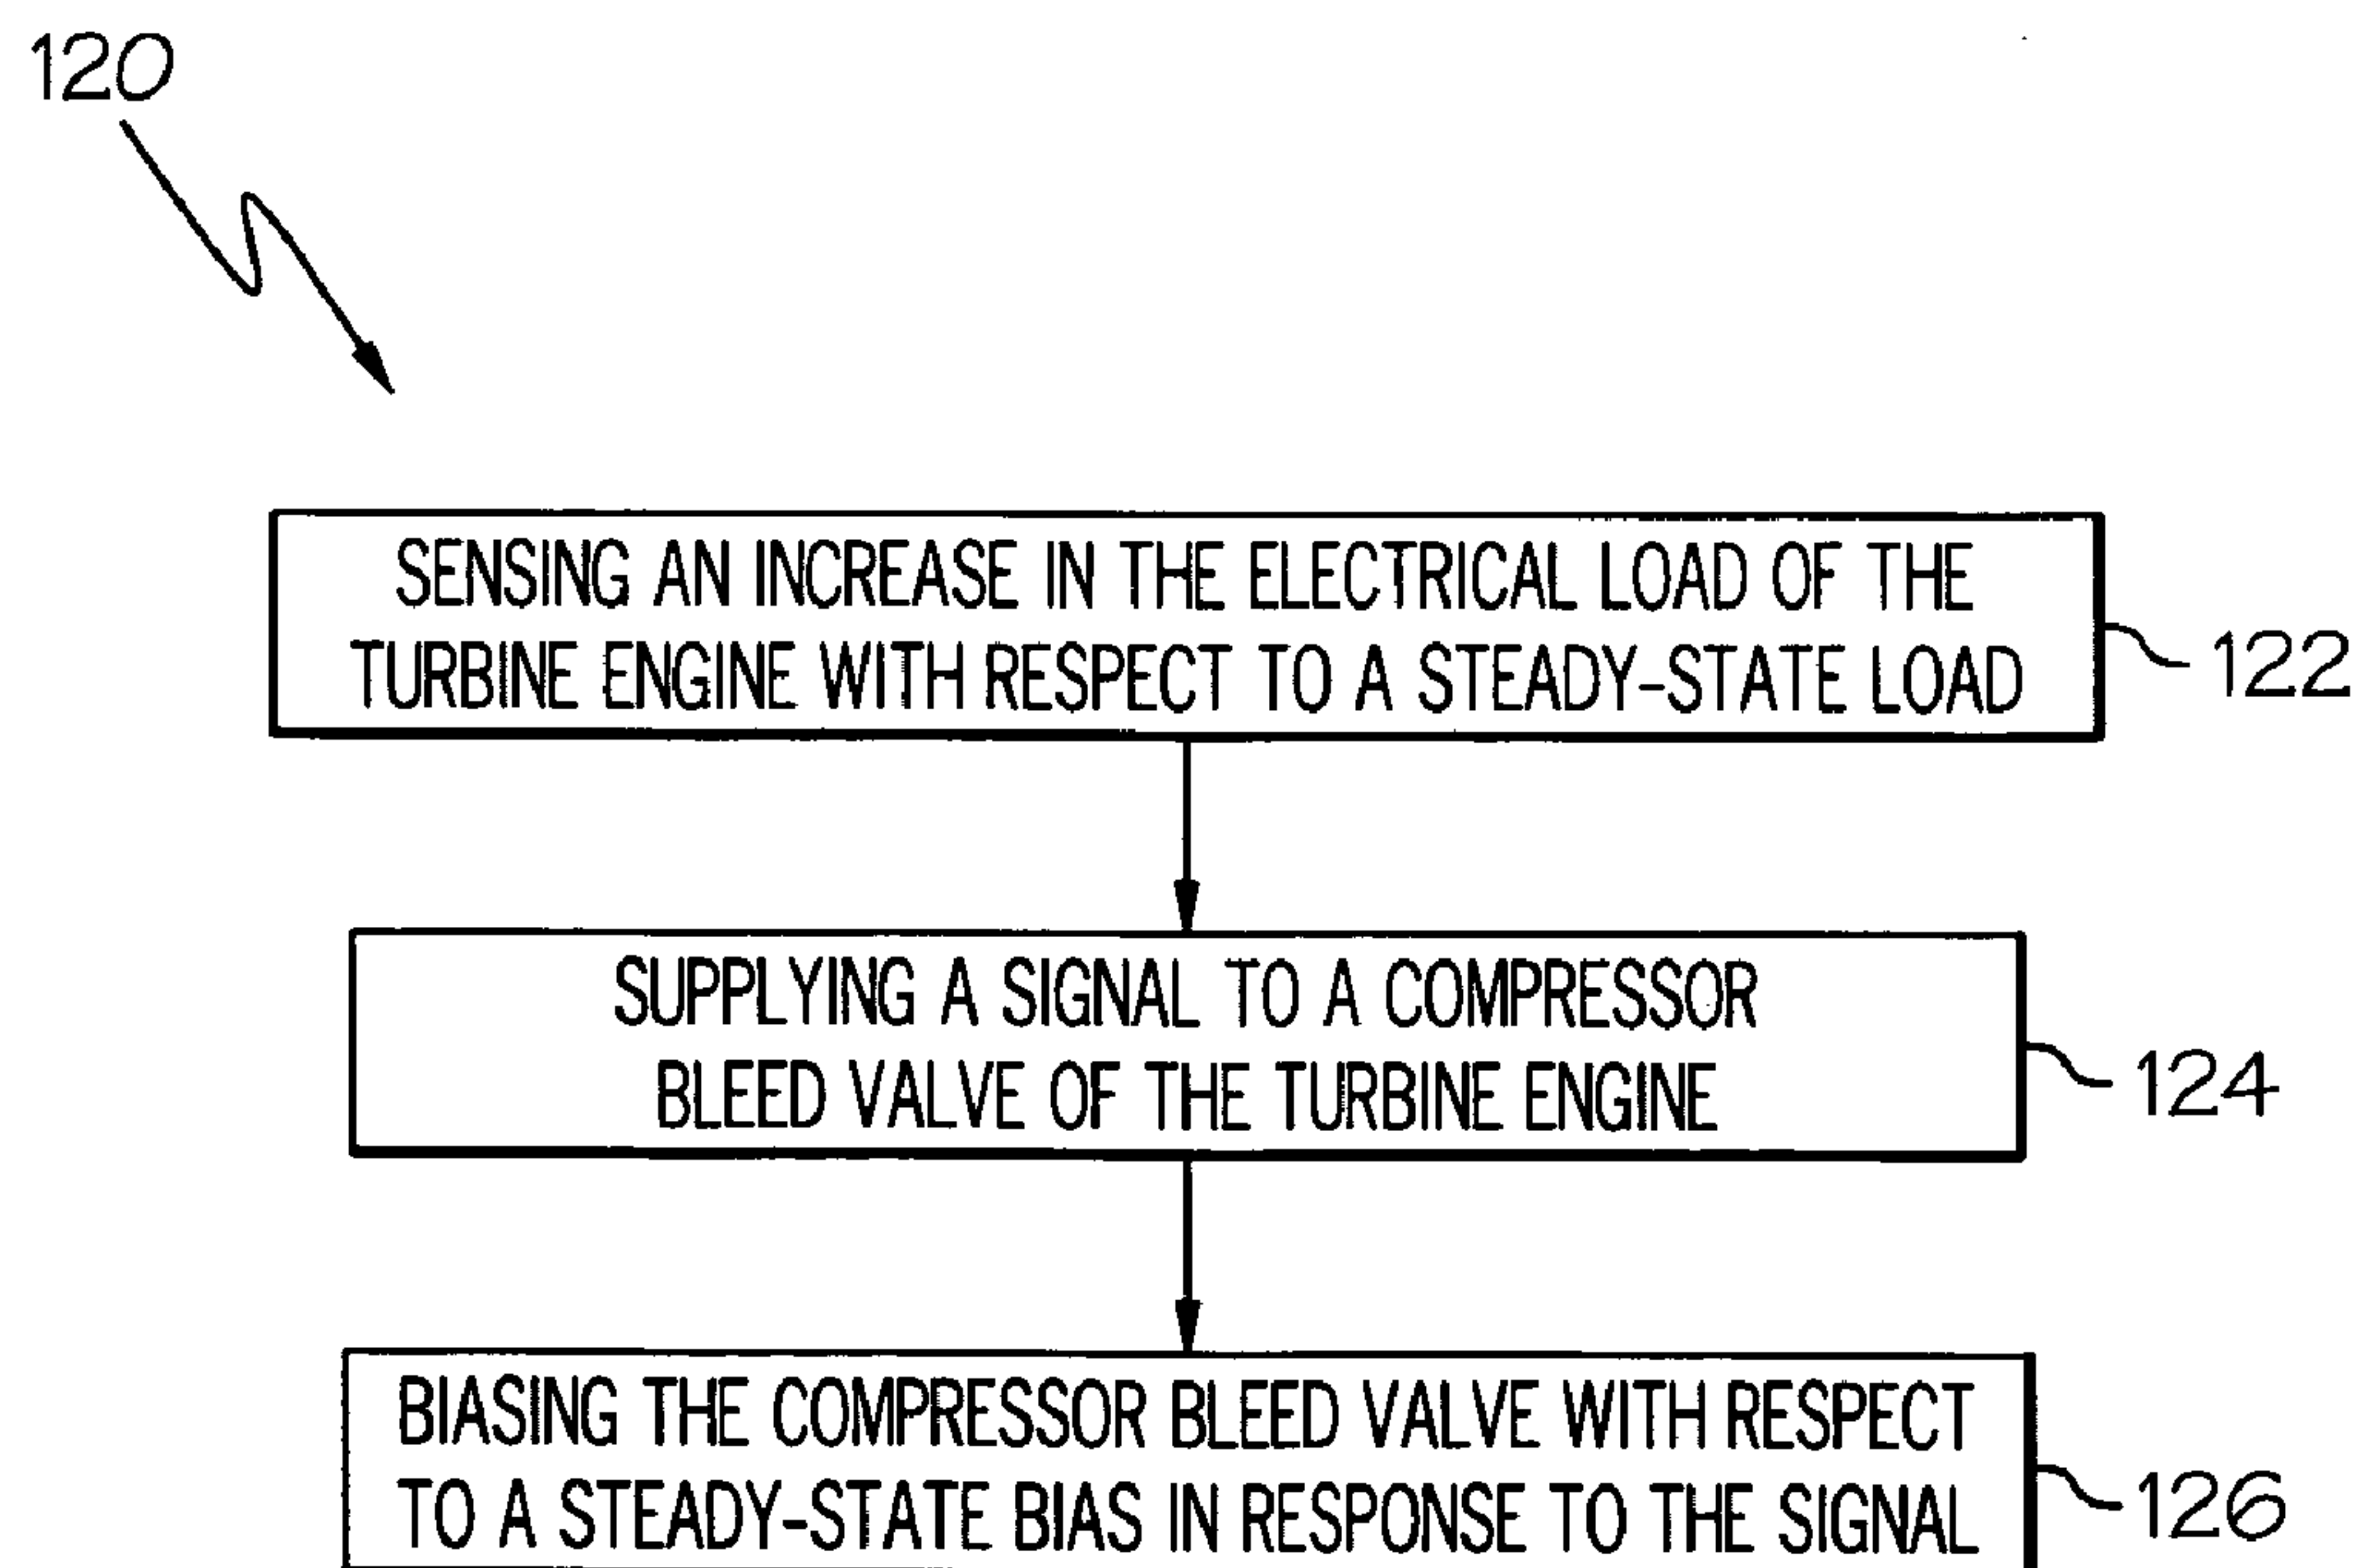 120
SENSING AN INCREASE IN THE ELECTRICAL LOAD OF THE
TURBINE ENGINE WITH RESPECT TO A STEADY-STATE LOAD
122
SUPPLYING A SIGNAL TO A COMPRESSOR
BLEED VALVE OF THE TURBINE ENGINE
124
BIASING THE COMPRESSOR BLEED VALVE WITH RESPECT
TO A STEADY-STATE BIAS IN RESPONSE TO THE SIGNAL
126